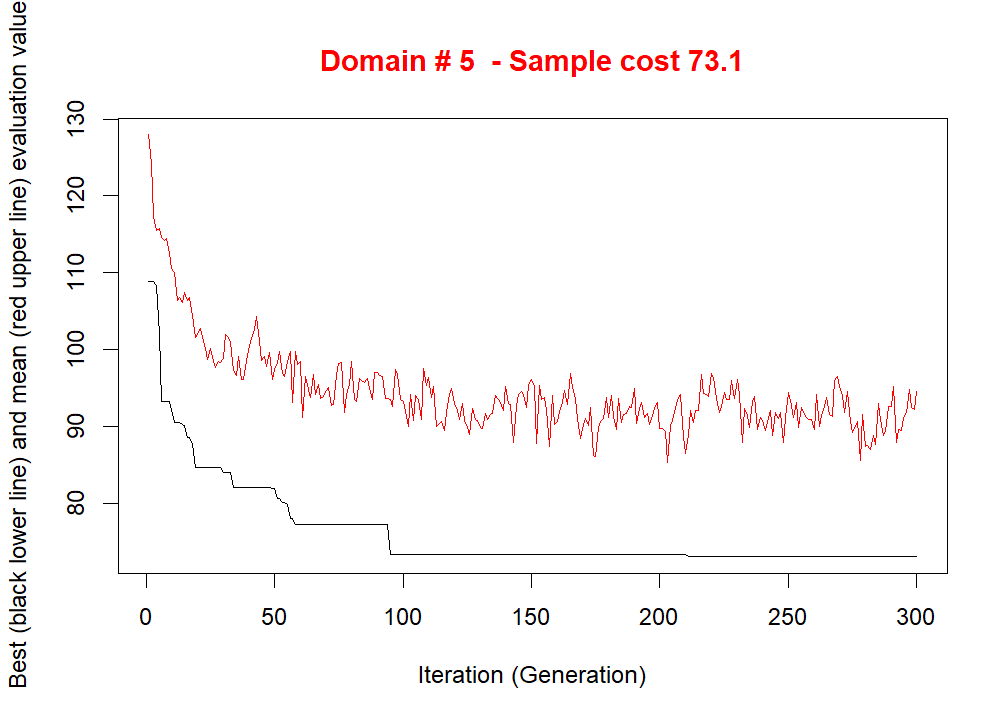 Domain # 5  - Sample cost 73.1
Best (black lower line) and mean (red upper line) evaluation value
130
120
110
100
90
80
0 50 100 150 200 250 300
Iteration (Generation)